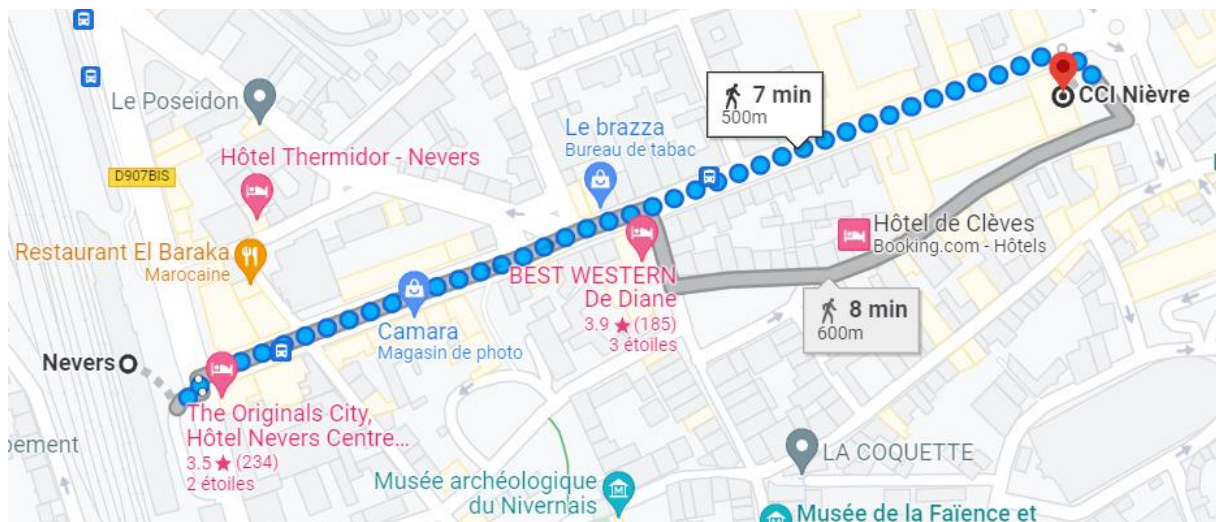 Le Poseidon
7 min
500m
CCI Nièvre
Le brazza
Bureau de tabac
Hôtel Thermidor - Nevers
D907BIS
Restaurant El Baraka
Marocaine
Hôtel de Clèves
Booking.com - Hôtels
BEST WESTERN
De Diane
3.9 ★ (185)
3 étoiles
8 min
600m
Camara
Magasin de photo
Nevers
The Originals City,
Hôtel Nevers Centre...
3.5 ★ (234)
2 étoiles
pement
LA COQUETTE
Musée archéologique
du Nivernais
Musée de la Faïence et